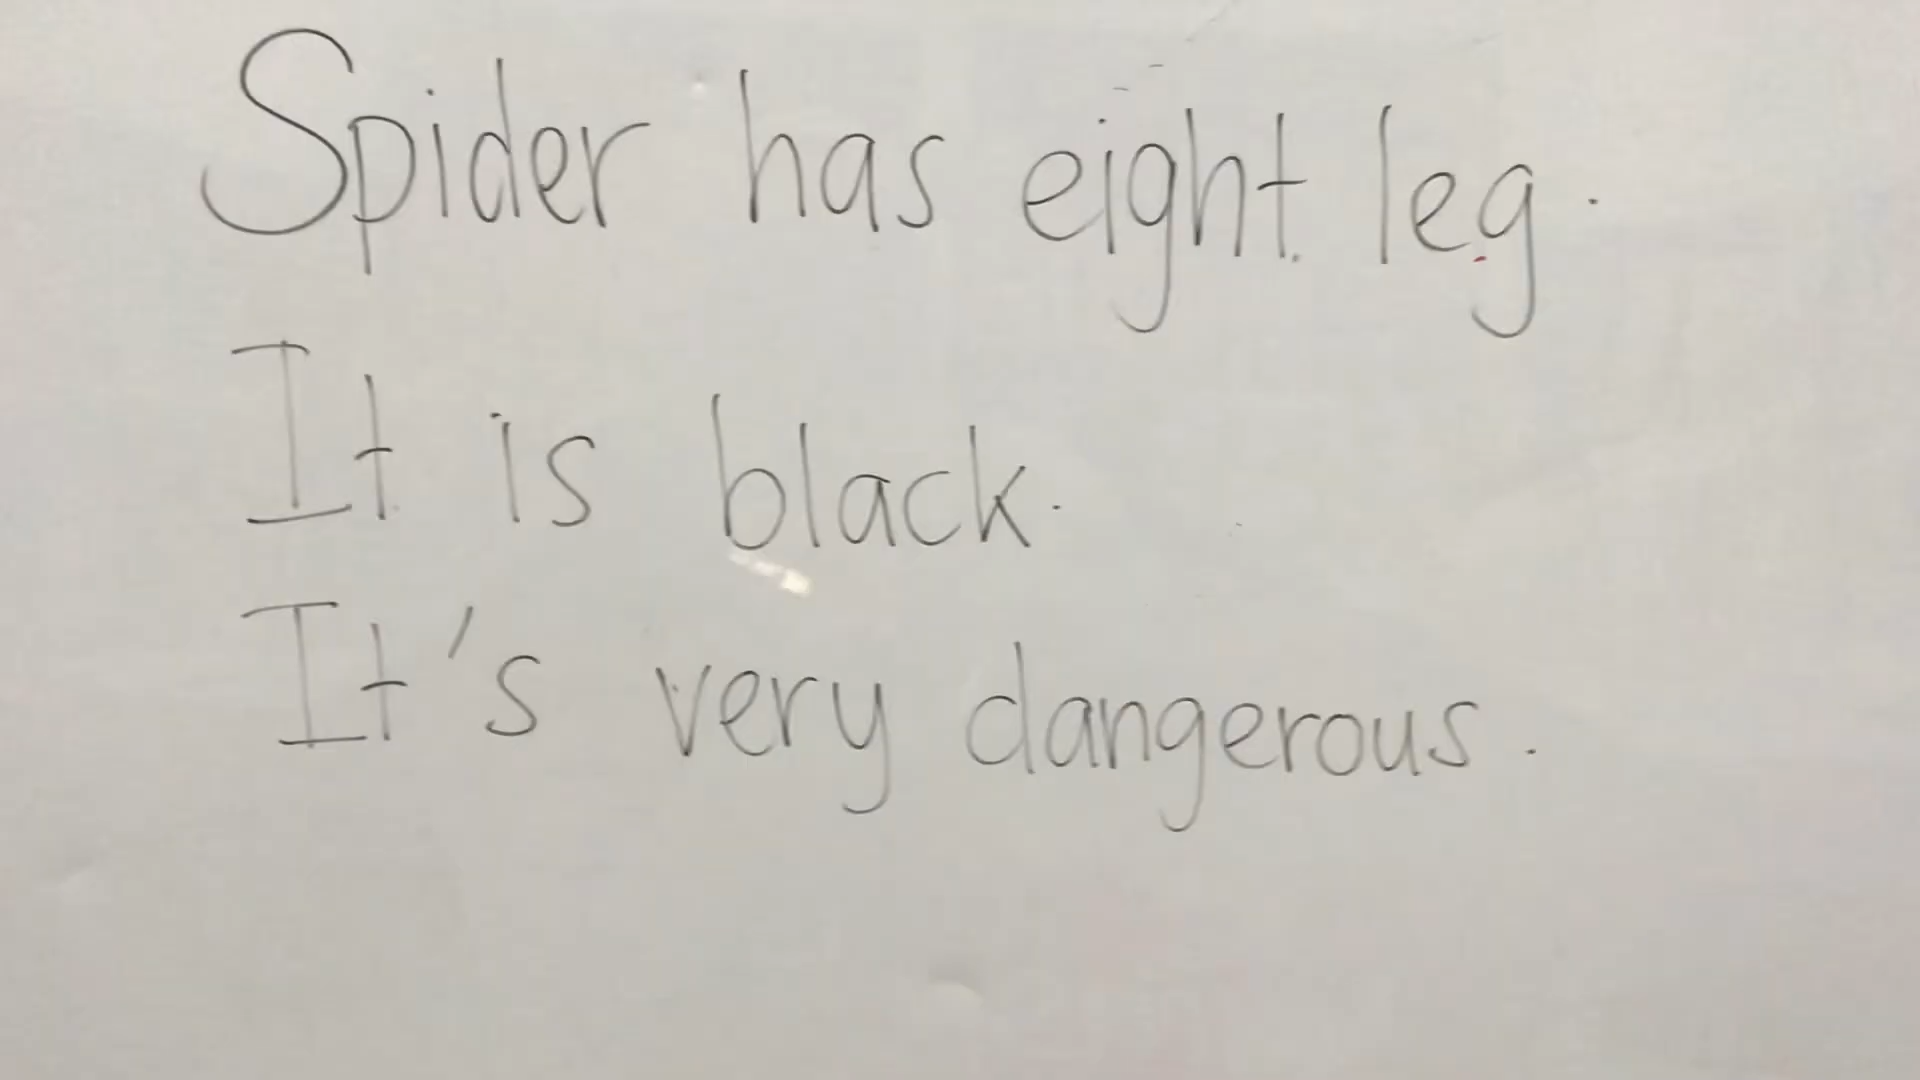 Spider has eight leg.
It is black.
It's very dangerous.